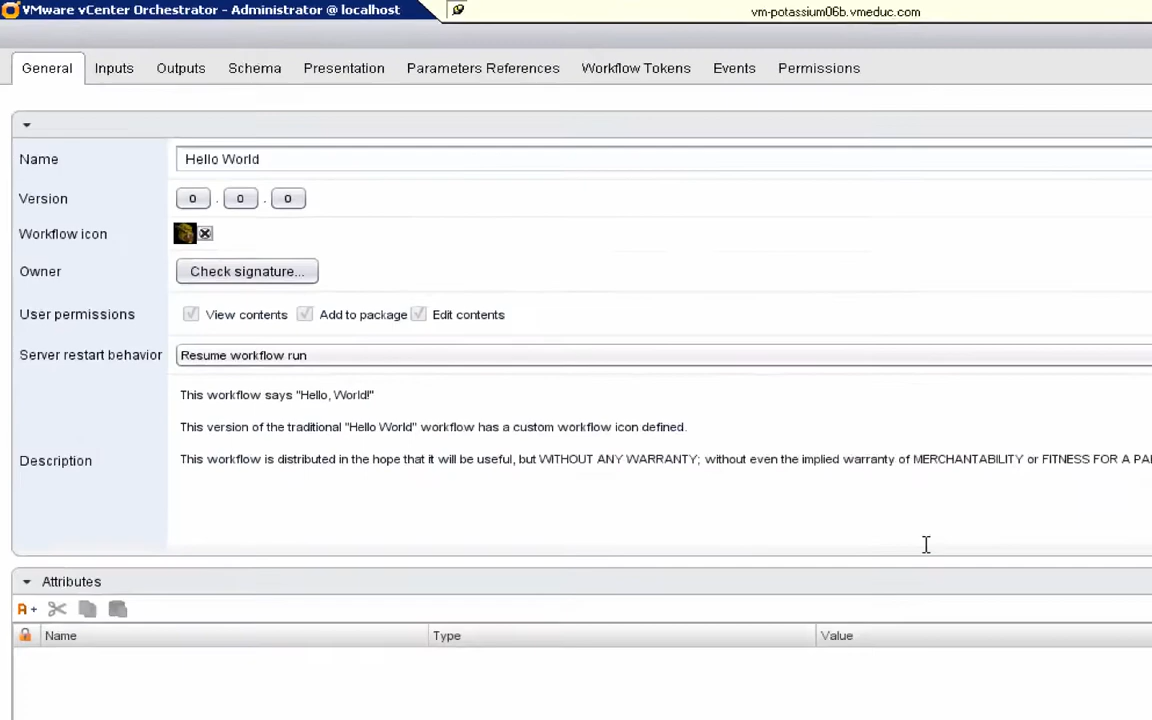 VMware vCenter Orchestrator - Administrator @ localhost
vm-potassium06b.vmeduc.com
General Inputs Outputs Schema Presentation Parameters References Workflow Tokens Events Permissions
Name Hello World
Version 0 . 0 . 0
Workflow icon
Owner Check signature...
User permissions View contents Add to package Edit contents
Server restart behavior Resume workflow run
This workflow says "Hello, World!"
This version of the traditional "Hello World" workflow has a custom workflow icon defined.
Description This workflow is distributed in the hope that it will be useful, but WITHOUT ANY WARRANTY; without even the implied warranty of MERCHANTABILITY or FITNESS FOR A PA
Attributes
A+
Name Type Value